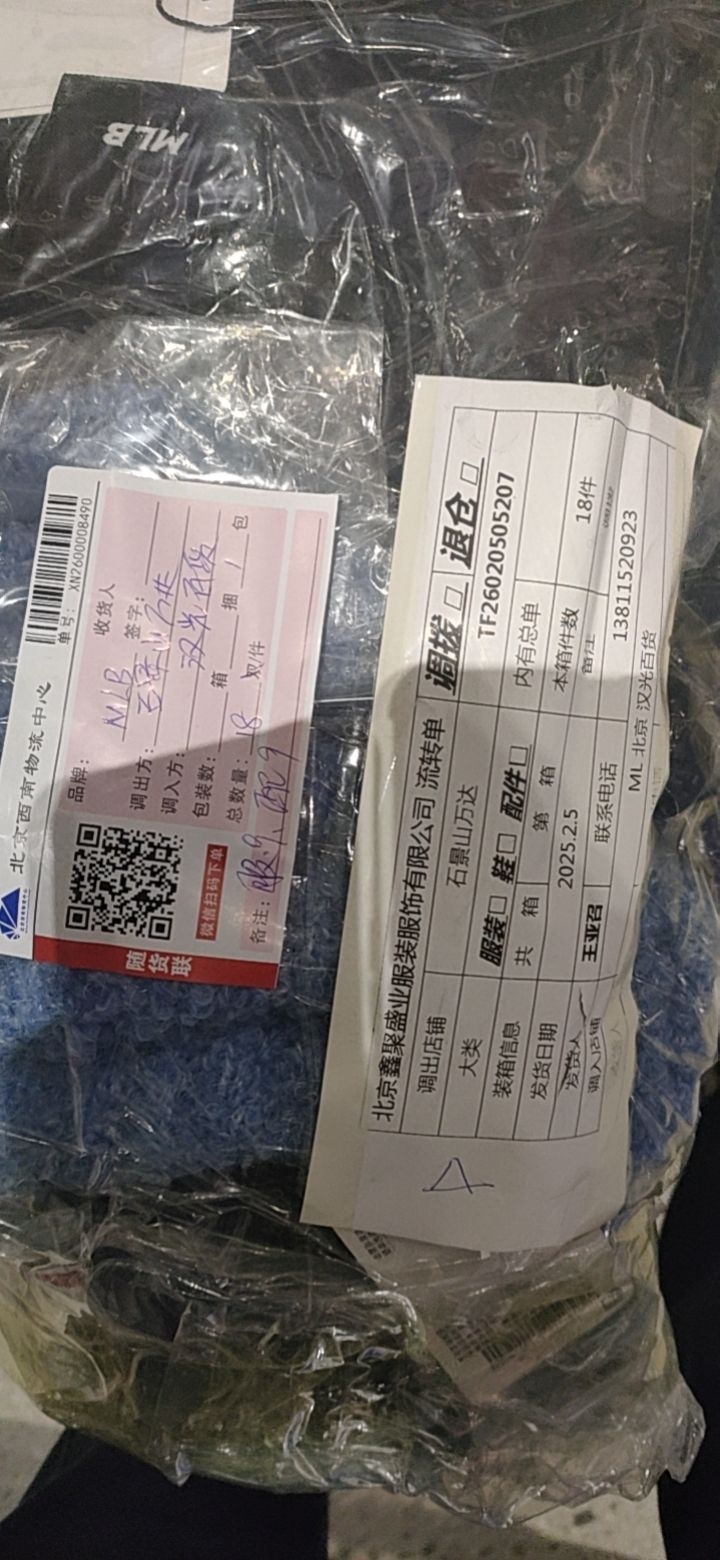 MLB
北京西南物流中心
单号: XN2600008490
品牌: MLB 收货人
调出方: 石景山万达 签字:
调入方: 汉光百货
包装数: 箱 捆 1 包
总数量: 18 双/件
微信扫码下单
备注: 服9 配9
随货联
北京鑫聚盛业服装服饰有限公司 流转单 调拨□ 退仓□
调出店铺 石景山万达 TF26020505207
大类 服装□ 鞋□ 配件□ 内有总单
装箱信息 共 箱 第 箱 本箱件数 18件
发货日期 2025.2.5 备注
发货人 王亚召 联系电话 13811520923
调入店铺 ML 北京 汉光百货